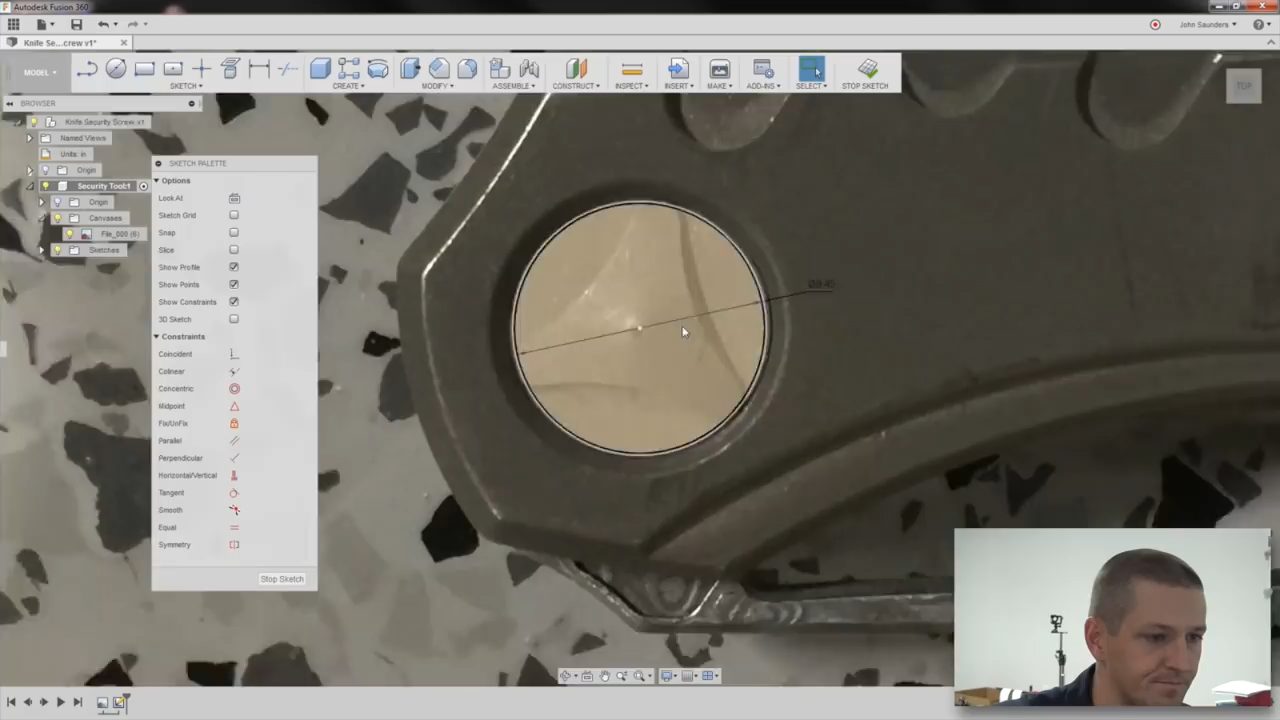 Autodesk Fusion 360
John Saunders
Knife Se...crew v1*
MODEL
SKETCH
CREATE
MODIFY
ASSEMBLE
CONSTRUCT
INSPECT
INSERT
MAKE
ADD-INS
SELECT
STOP SKETCH
TOP
BROWSER
Knife Security Screw v1
Named Views
Units: in
Origin
Security Tool:1
Origin
Canvases
File_000 (6)
Sketches
SKETCH PALETTE
Options
Look At
Sketch Grid
Snap
Slice
Show Profile
Show Points
Show Constraints
3D Sketch
Constraints
Coincident
Colinear
Concentric
Midpoint
Fix/UnFix
Parallel
Perpendicular
Horizontal/Vertical
Tangent
Smooth
Equal
Symmetry
Stop Sketch